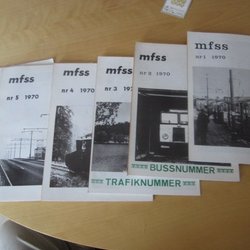 mfss
nr 5 1970
mfss
nr 4 1970
mfss
nr 3 1970
TRAFIKNUMMER
mfss
nr 2 1970
BUSSNUMMER
mfss
nr 1 1970